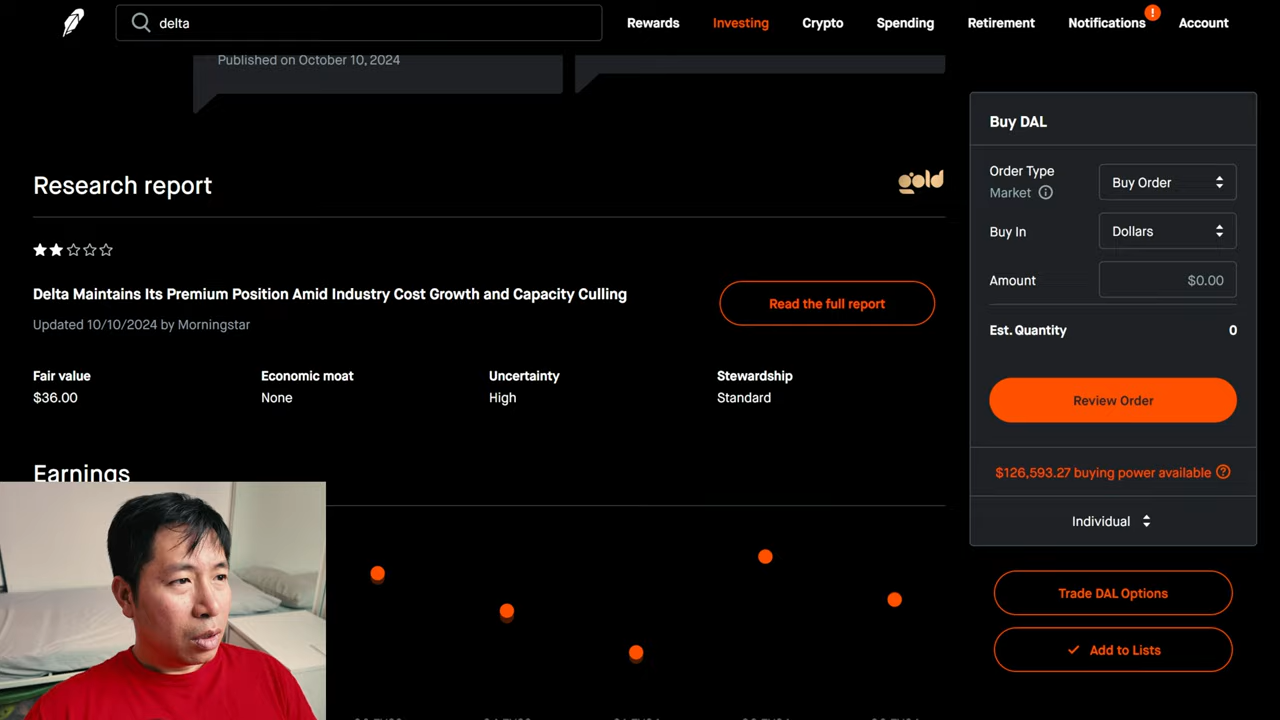 delta
Rewards
Investing
Crypto
Spending
Retirement
Notifications
!
Account
Published on October 10, 2024
Research report
gold
Delta Maintains Its Premium Position Amid Industry Cost Growth and Capacity Culling
Updated 10/10/2024 by Morningstar
Read the full report
Fair value
$36.00
Economic moat
None
Uncertainty
High
Stewardship
Standard
Earnings
Buy DAL
Order Type
Market
Buy Order
Buy In
Dollars
Amount
$0.00
Est. Quantity
0
Review Order
$126,593.27 buying power available
Individual
Trade DAL Options
Add to Lists